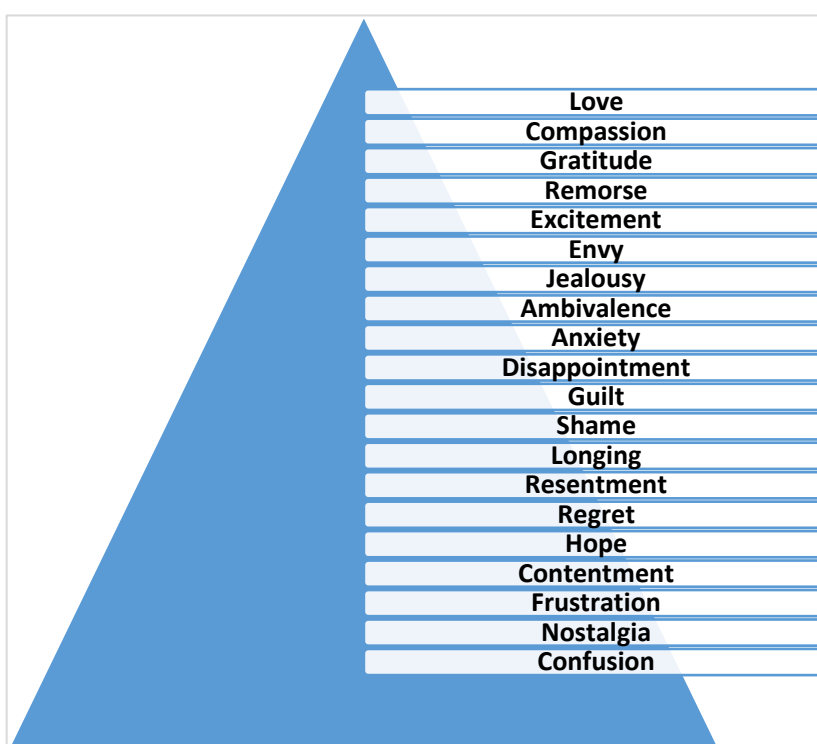 Love
Compassion
Gratitude
Remorse
Excitement
Envy
Jealousy
Ambivalence
Anxiety
Disappointment
Guilt
Shame
Longing
Resentment
Regret
Hope
Contentment
Frustration
Nostalgia
Confusion